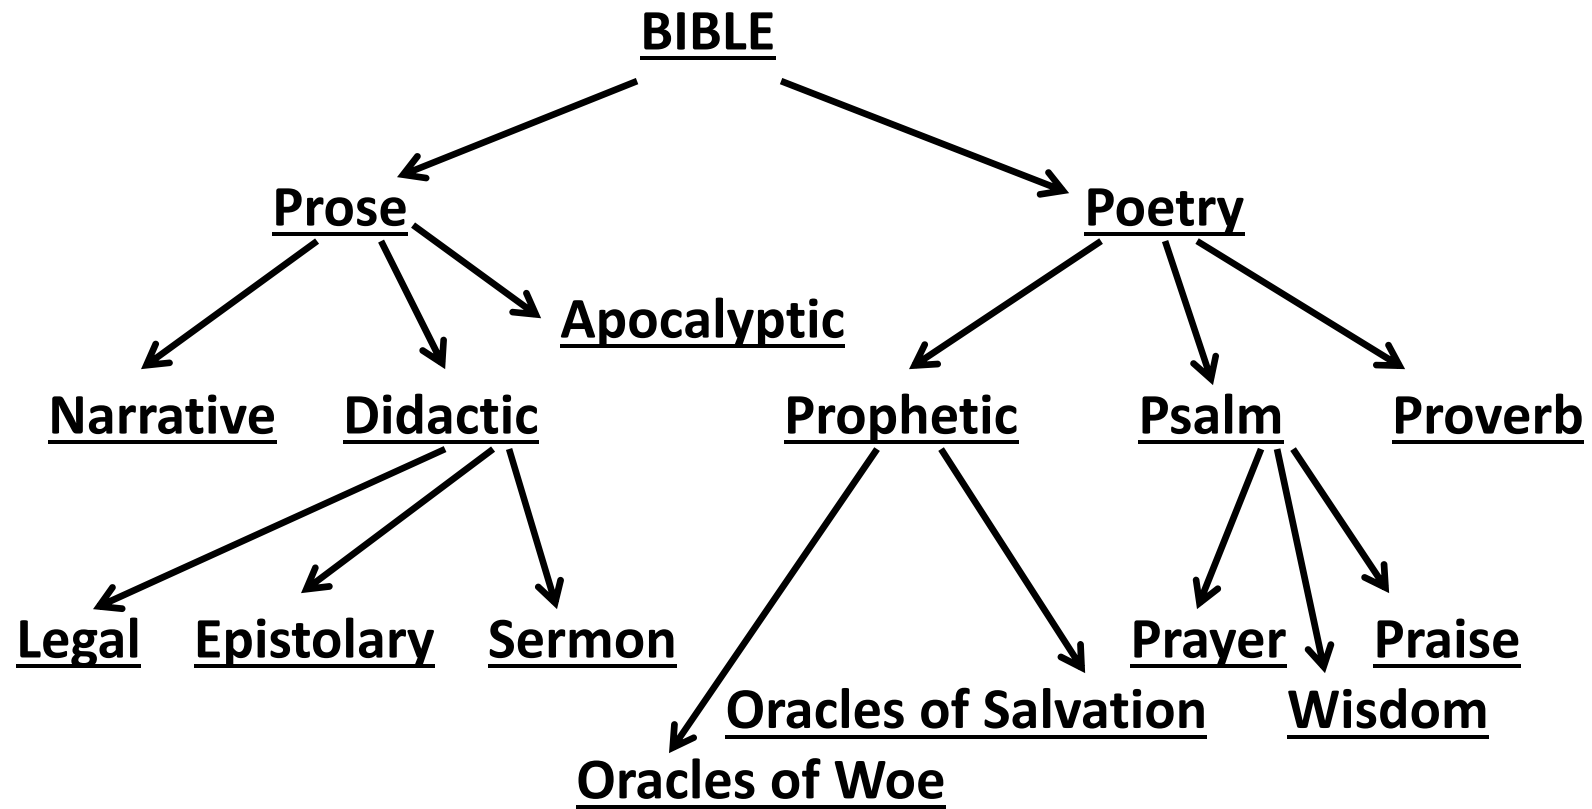 BIBLE
Prose
Poetry
Apocalyptic
Narrative
Didactic
Prophetic
Psalm
Proverb
Legal
Epistolary
Sermon
Prayer
Praise
Oracles of Salvation
Wisdom
Oracles of Woe